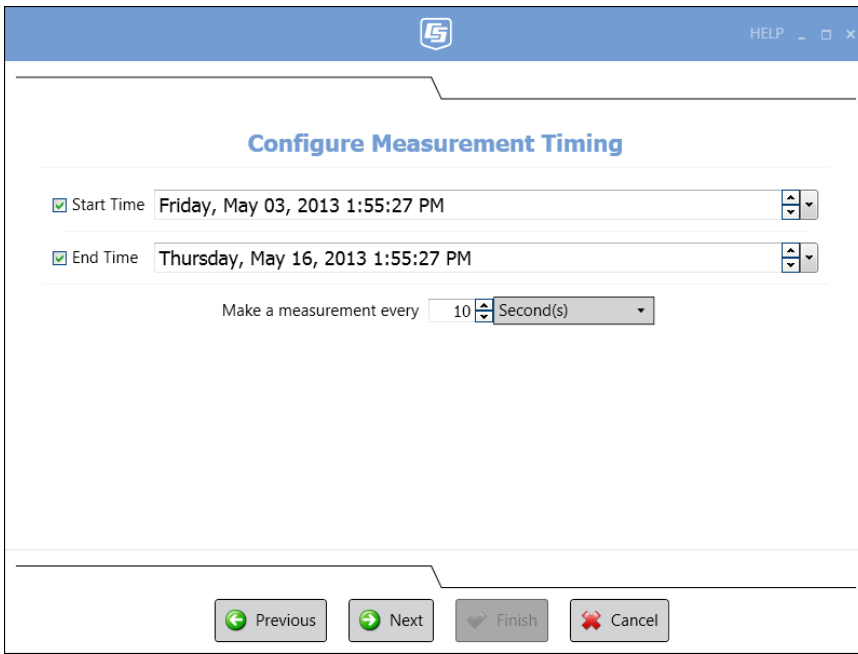 HELP
Configure Measurement Timing
Start Time Friday, May 03, 2013 1:55:27 PM
End Time Thursday, May 16, 2013 1:55:27 PM
Make a measurement every 10 Second(s)
Previous Next Finish Cancel